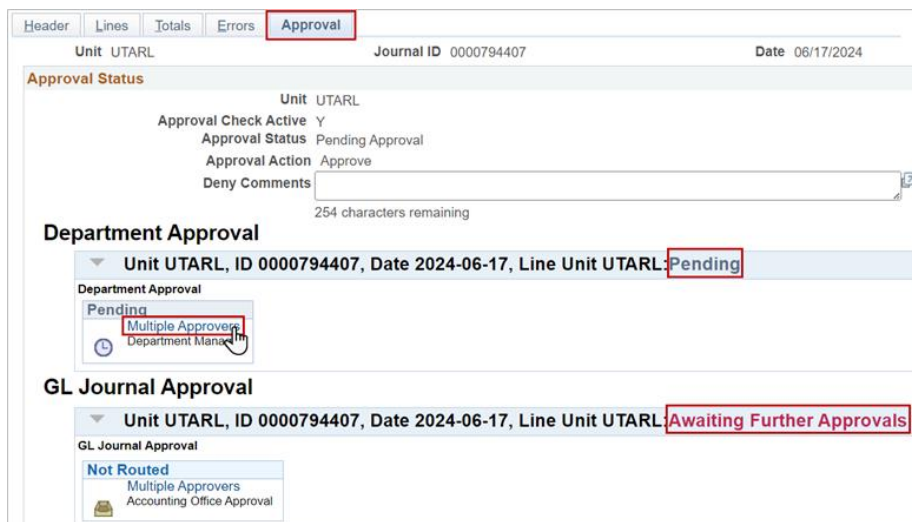 Header Lines Totals Errors Approval
Unit UTARL Journal ID 0000794407 Date 06/17/2024
Approval Status
Unit UTARL
Approval Check Active Y
Approval Status Pending Approval
Approval Action Approve
Deny Comments
254 characters remaining
Department Approval
Unit UTARL, ID 0000794407, Date 2024-06-17, Line Unit UTARL:Pending
Department Approval
Pending
Multiple Approvers
Department
GL Journal Approval
Unit UTARL, ID 0000794407, Date 2024-06-17, Line Unit UTARL:Awaiting Further Approvals
GL Journal Approval
Not Routed
Multiple Approvers
Accounting Office Approval